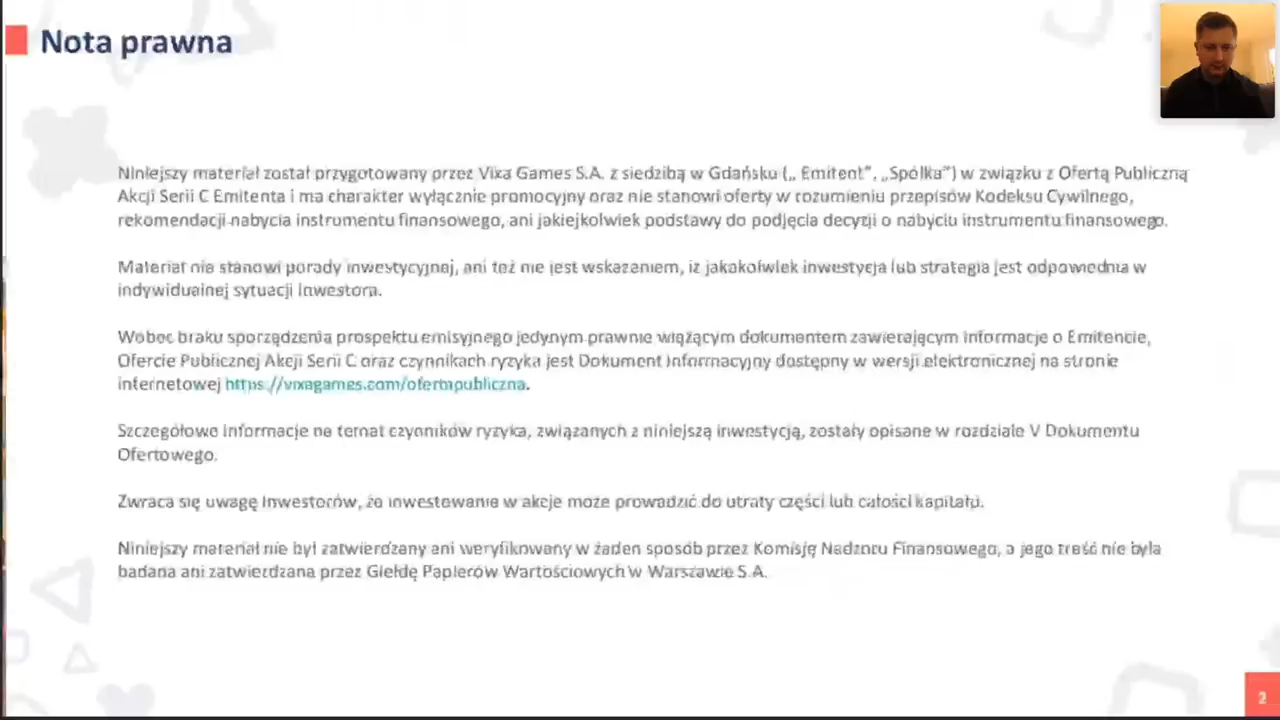 Nota prawna
Niniejszy materiał został przygotowany przez Vixa Games S.A. z siedzibą w Gdańsku („ Emitent”, „Spółka”) w związku z Ofertą Publiczną
Akcji Serii C Emitenta i ma charakter wyłącznie promocyjny oraz nie stanowi oferty w rozumieniu przepisów Kodeksu Cywilnego,
rekomendacji nabycia instrumentu finansowego, ani jakiejkolwiek podstawy do podjęcia decyzji o nabyciu instrumentu finansowego.
Materiał nie stanowi porady inwestycyjnej, ani też nie jest wskazaniem, iż jakakolwiek inwestycja lub strategia jest odpowiednia w
indywidualnej sytuacji inwestora.
Wobec braku sporządzenia prospektu emisyjnego jedynym prawnie wiążącym dokumentem zawierającym informacje o Emitencie,
Ofercie Publicznej Akcji Serii C oraz czynnikach ryzyka jest Dokument Informacyjny dostępny w wersji elektronicznej na stronie
internetowej https://vixagames.com/ofertapubliczna.
Szczegółowe informacje na temat czynników ryzyka, związanych z niniejszą inwestycją, zostały opisane w rozdziale V Dokumentu
Ofertowego.
Zwraca się uwagę Inwestorów, że inwestowanie w akcje może prowadzić do utraty części lub całości kapitału.
Niniejszy materiał nie był zatwierdzany ani weryfikowany w żaden sposób przez Komisję Nadzoru Finansowego, a jego treść nie była
badana ani zatwierdzana przez Giełdę Papierów Wartościowych w Warszawie S.A.
2